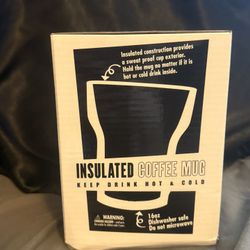 Insulated construction provides
a sweat proof cup exterior.
Hold the mug no matter if it is
hot or cold drink inside.
INSULATED COFFEE MUG
KEEP DRINK HOT & COLD
WARNING:
16oz
Dishwasher safe
Do not microwave